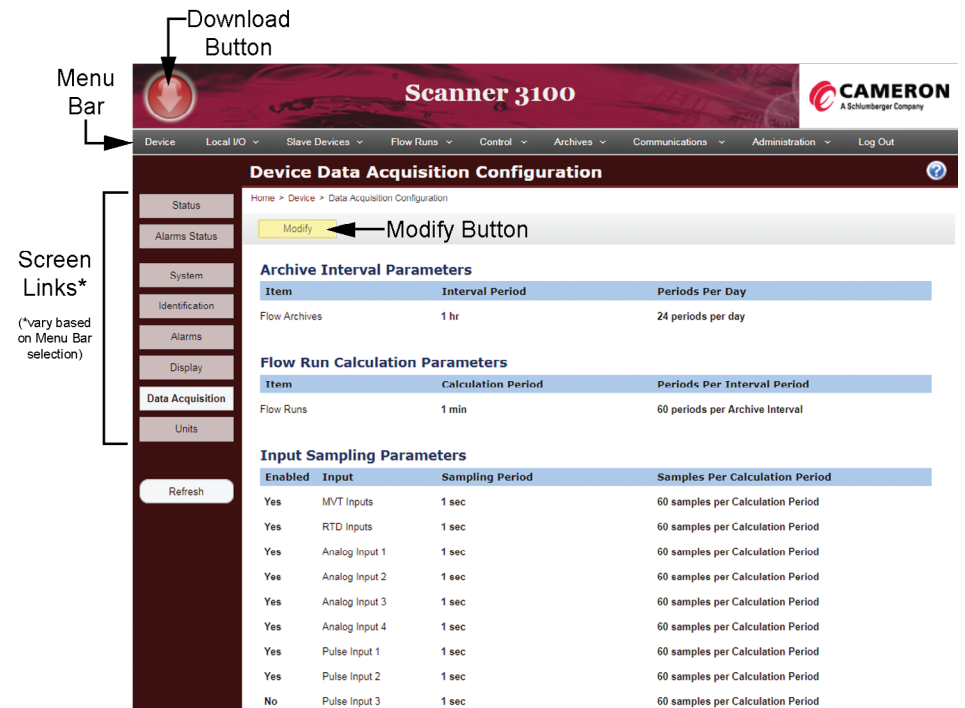 Download
Button
Menu
Bar
Scanner 3100
CAMERON
A Schlumberger Company
Device Local I/O Slave Devices Flow Runs Control Archives Communications Administration Log Out
Device Data Acquisition Configuration
?
Home > Device > Data Acquisition Configuration
Modify
Modify Button
Screen
Links*
(*vary based
on Menu Bar
selection)
Status
Alarms Status
System
Identification
Alarms
Display
Data Acquisition
Units
Refresh
Archive Interval Parameters
Item Interval Period Periods Per Day
Flow Archives 1 hr 24 periods per day
Flow Run Calculation Parameters
Item Calculation Period Periods Per Interval Period
Flow Runs 1 min 60 periods per Archive Interval
Input Sampling Parameters
Enabled Input Sampling Period Samples Per Calculation Period
Yes MVT Inputs 1 sec 60 samples per Calculation Period
Yes RTD Inputs 1 sec 60 samples per Calculation Period
Yes Analog Input 1 1 sec 60 samples per Calculation Period
Yes Analog Input 2 1 sec 60 samples per Calculation Period
Yes Analog Input 3 1 sec 60 samples per Calculation Period
Yes Analog Input 4 1 sec 60 samples per Calculation Period
Yes Pulse Input 1 1 sec 60 samples per Calculation Period
Yes Pulse Input 2 1 sec 60 samples per Calculation Period
No Pulse Input 3 1 sec 60 samples per Calculation Period